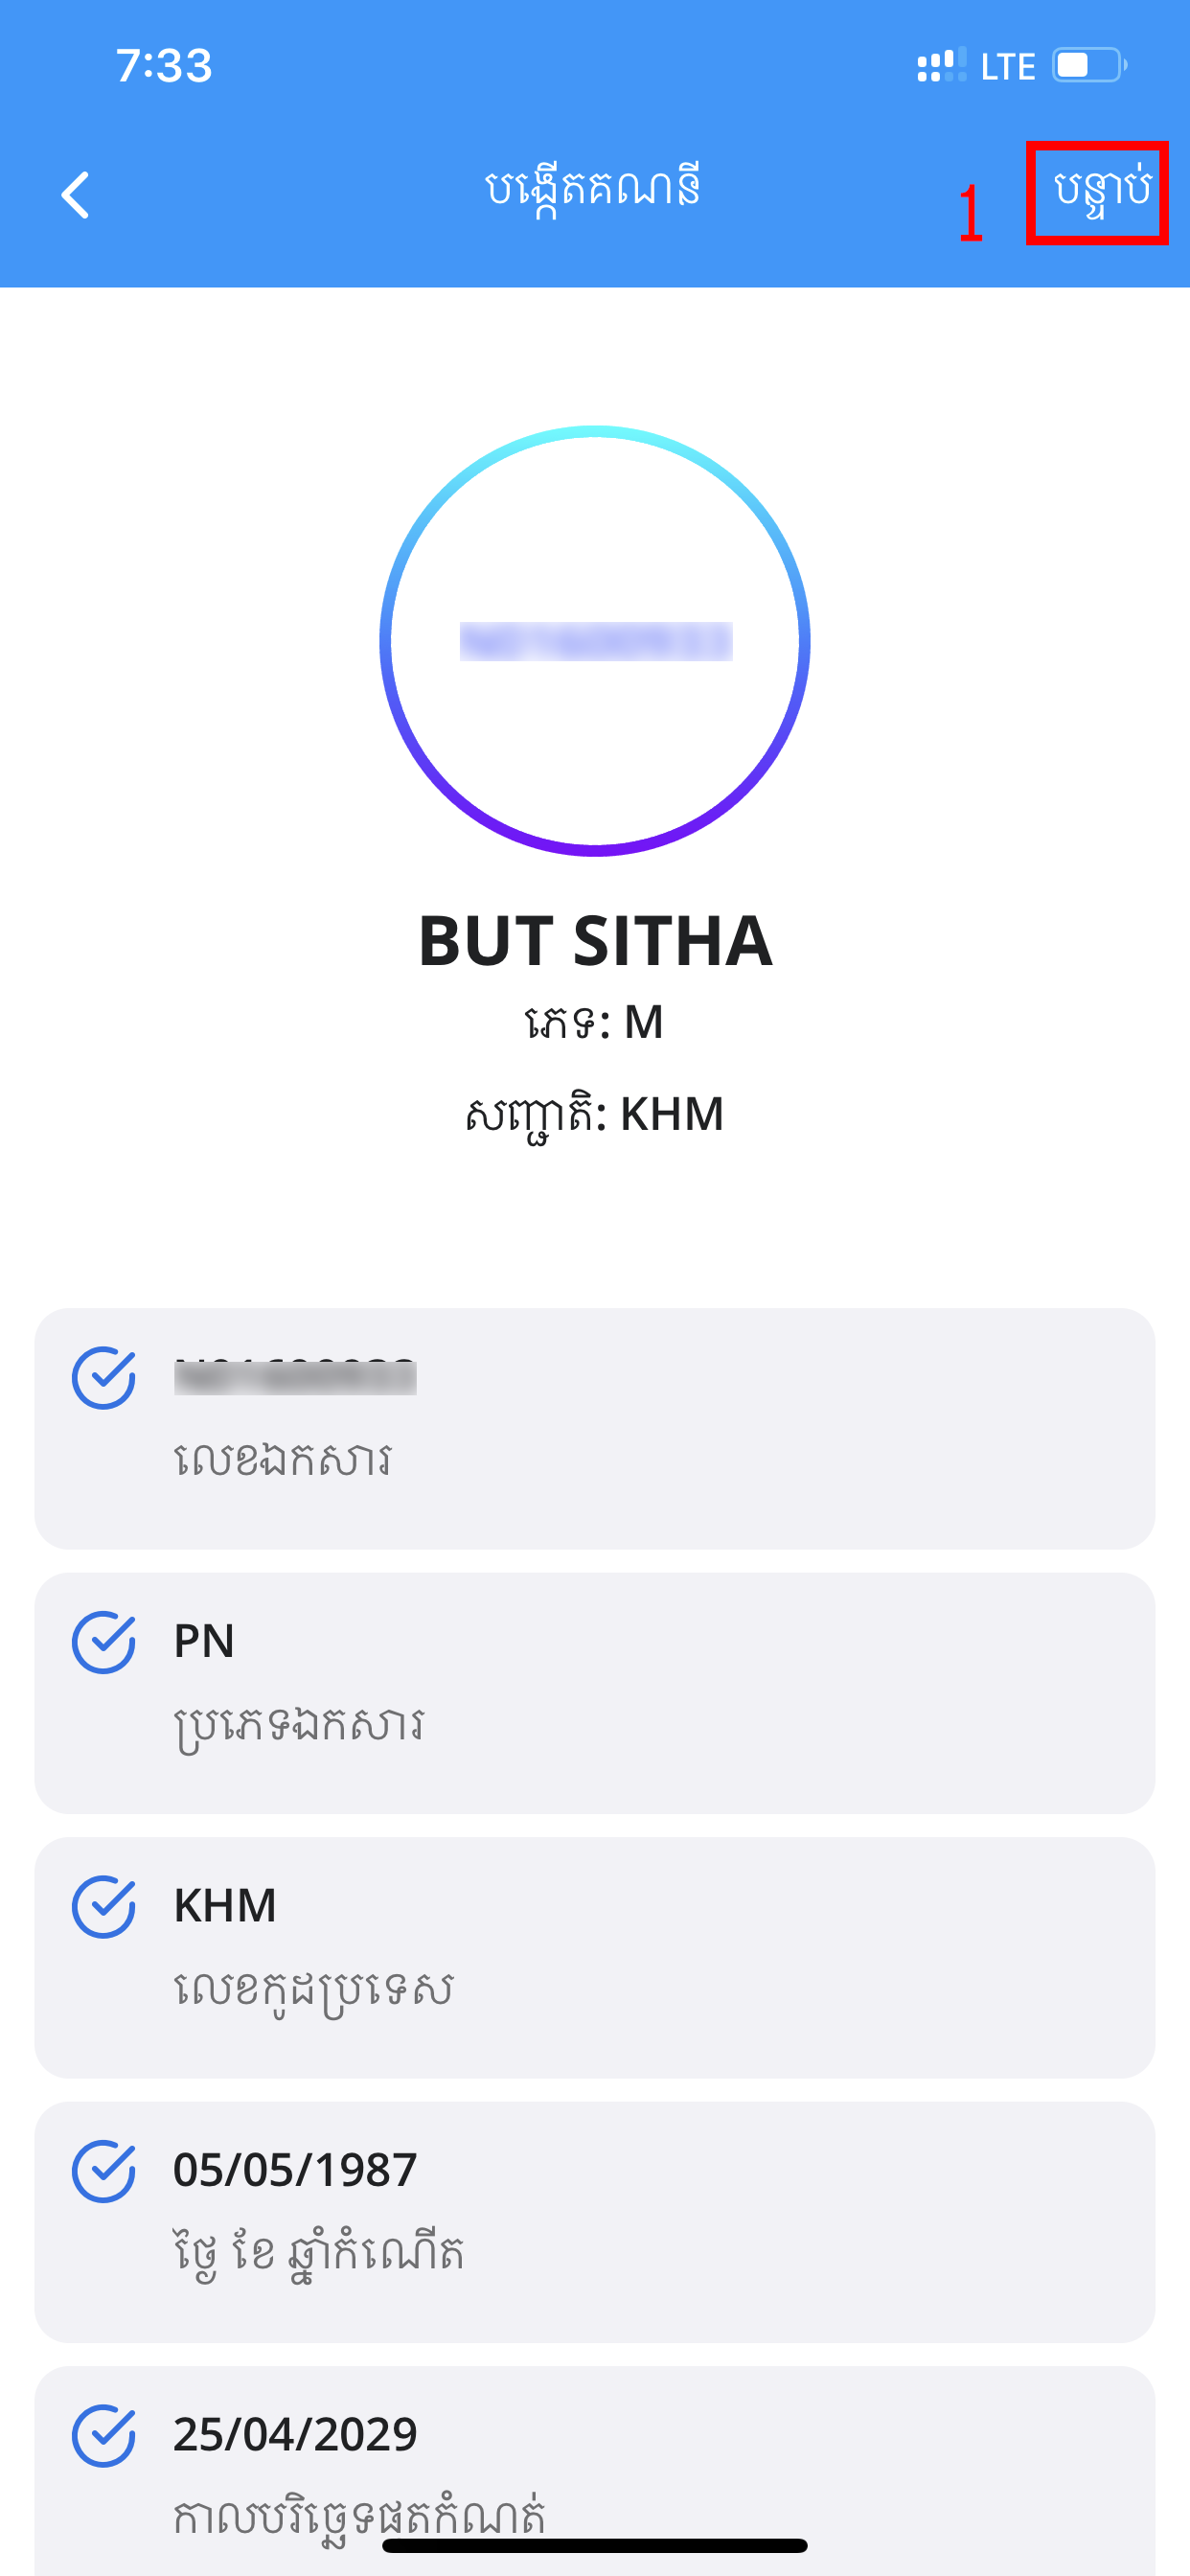 7:33
LTE
បង្កើតគណនី
1
បន្ទាប់
BUT SITHA
ភេទ: M
សញ្ជាតិ: KHM
លេខឯកសារ
PN
ប្រភេទឯកសារ
KHM
លេខកូដប្រទេស
05/05/1987
ថ្ងៃ ខែ ឆ្នាំកំណើត
25/04/2029
កាលបរិច្ឆេទផុតកំណត់